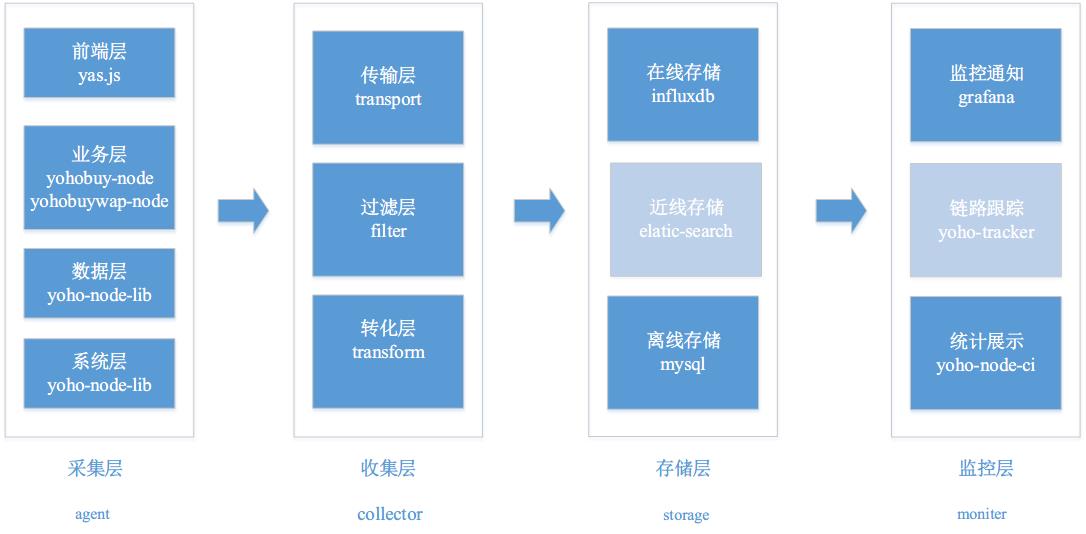 前端层
yas.js
业务层
yohobuy-node
yohobuywap-node
数据层
yoho-node-lib
系统层
yoho-node-lib
采集层
agent
传输层
transport
过滤层
filter
转化层
transform
收集层
collector
在线存储
influxdb
近线存储
elatic-search
离线存储
mysql
存储层
storage
监控通知
grafana
链路跟踪
yoho-tracker
统计展示
yoho-node-ci
监控层
moniter